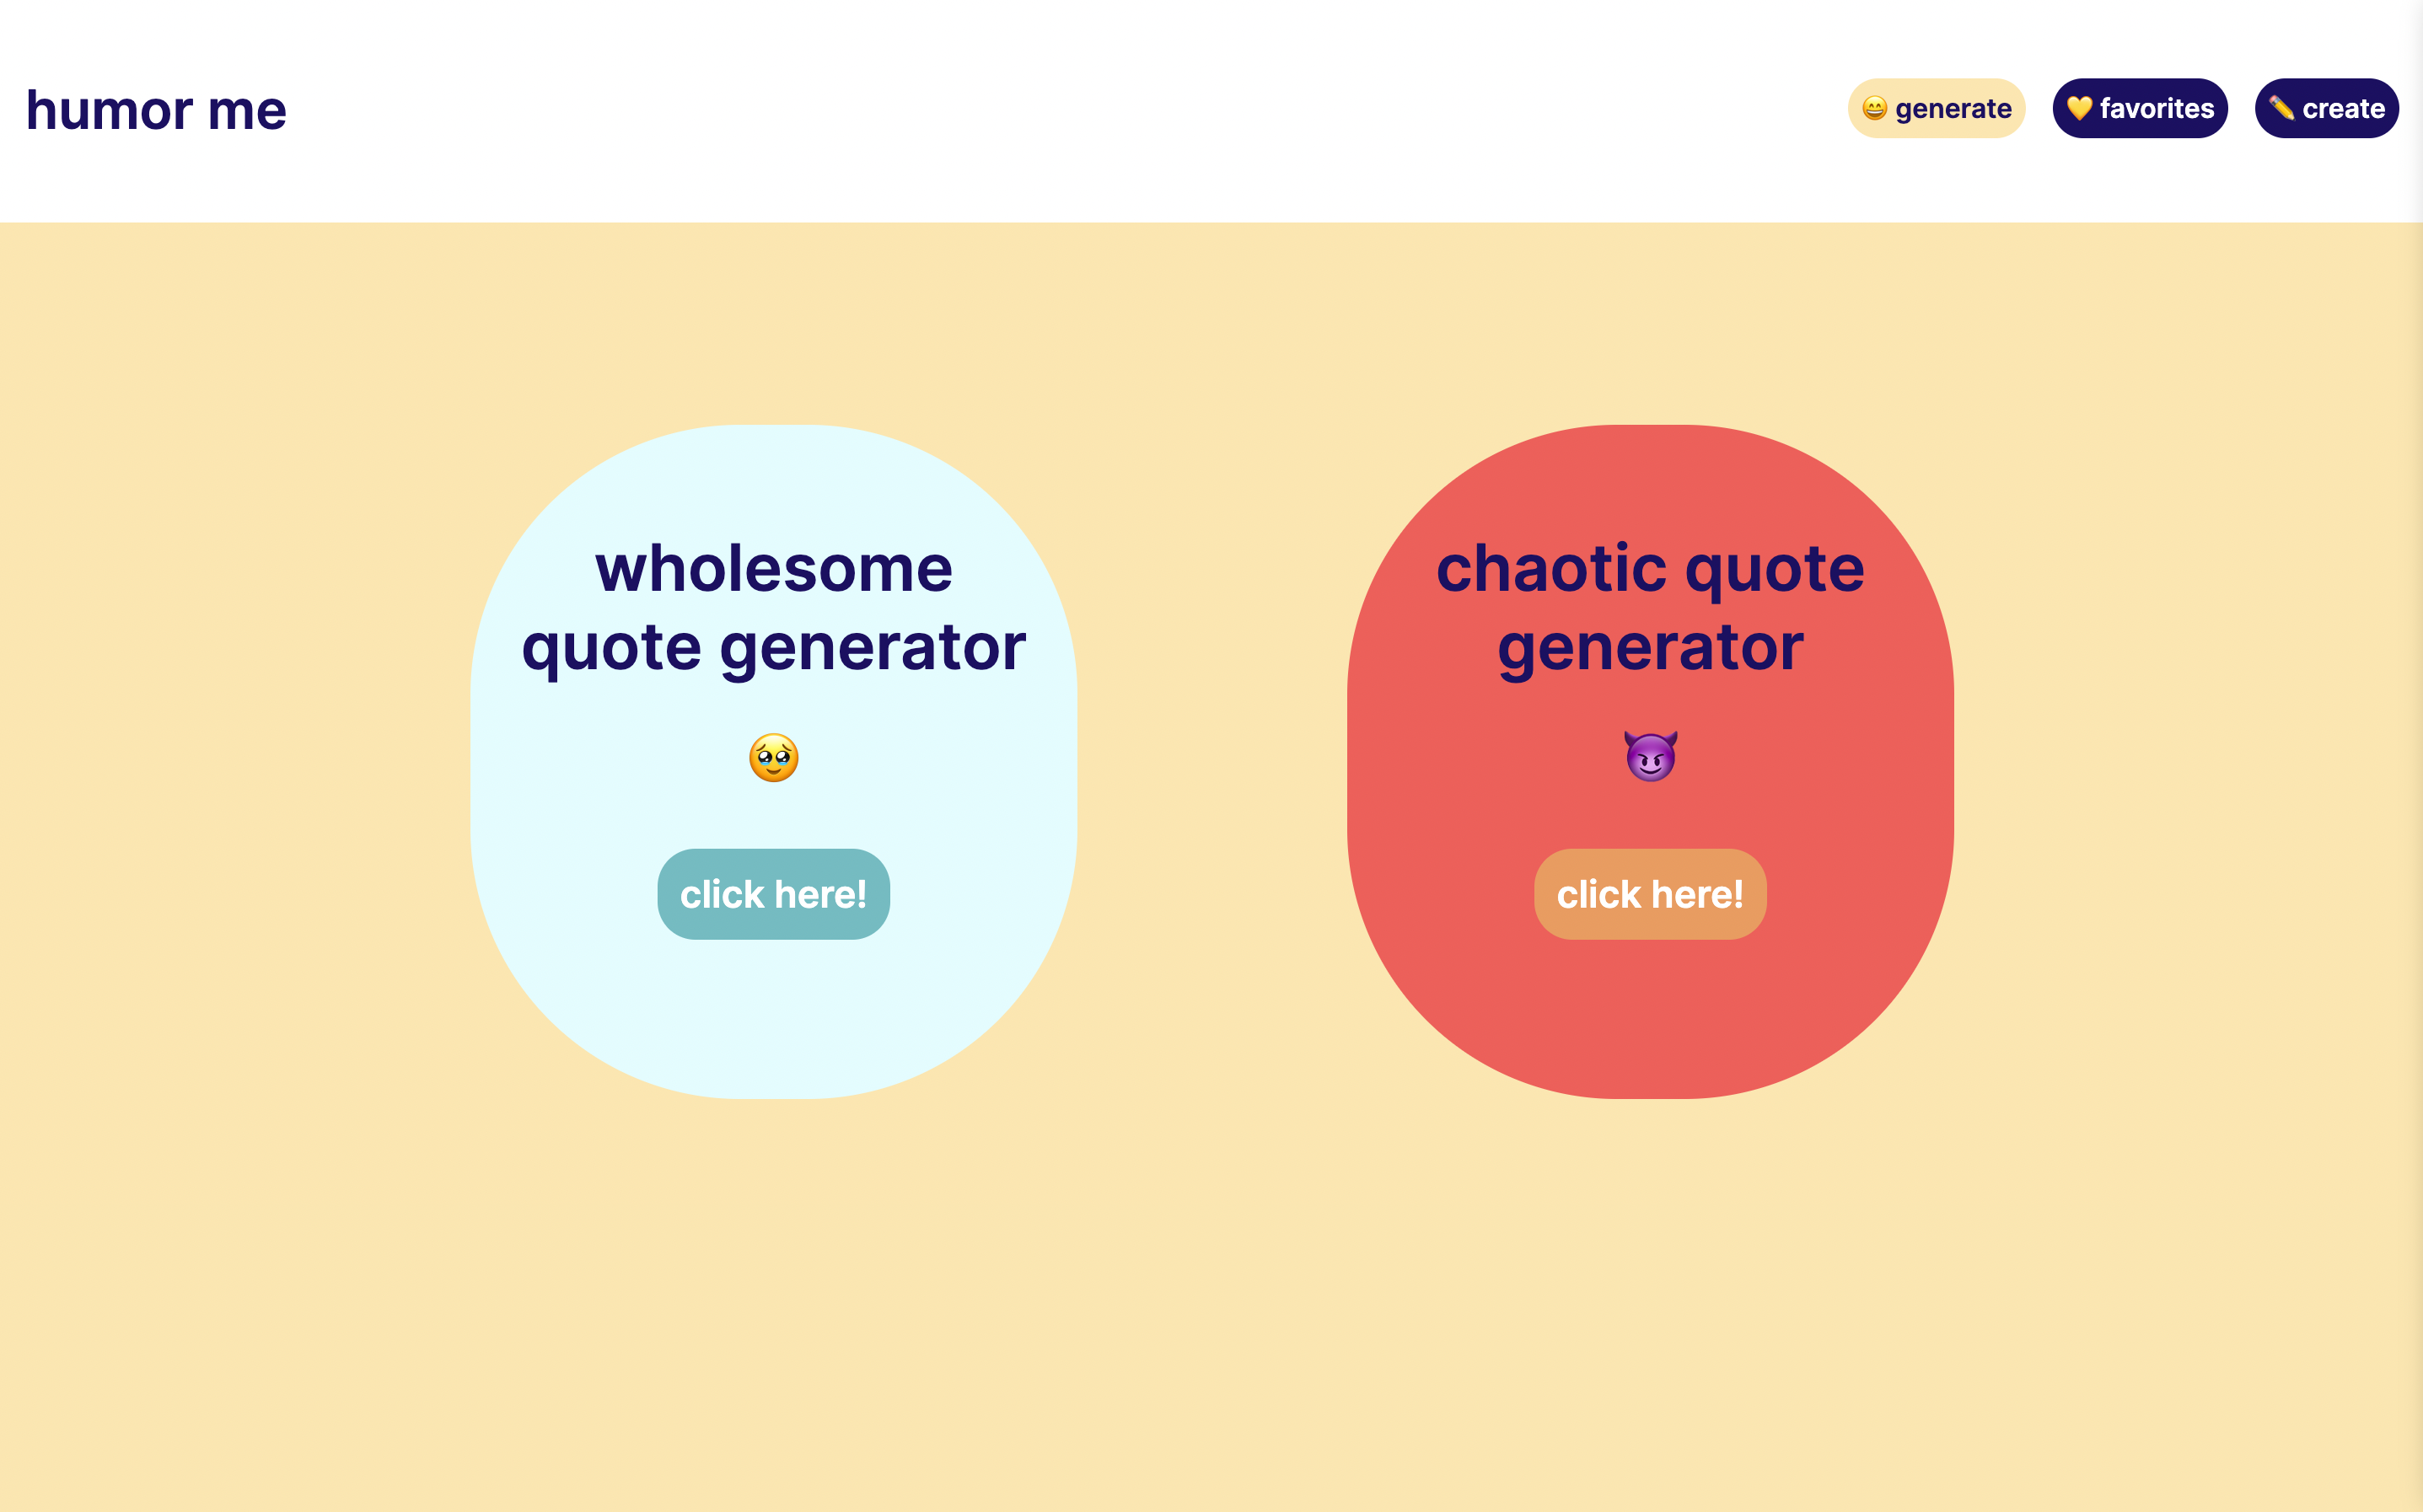 humor me
😄 generate
💛 favorites
✏️ create
wholesome
quote generator
🥹
click here!
chaotic quote
generator
😈
click here!